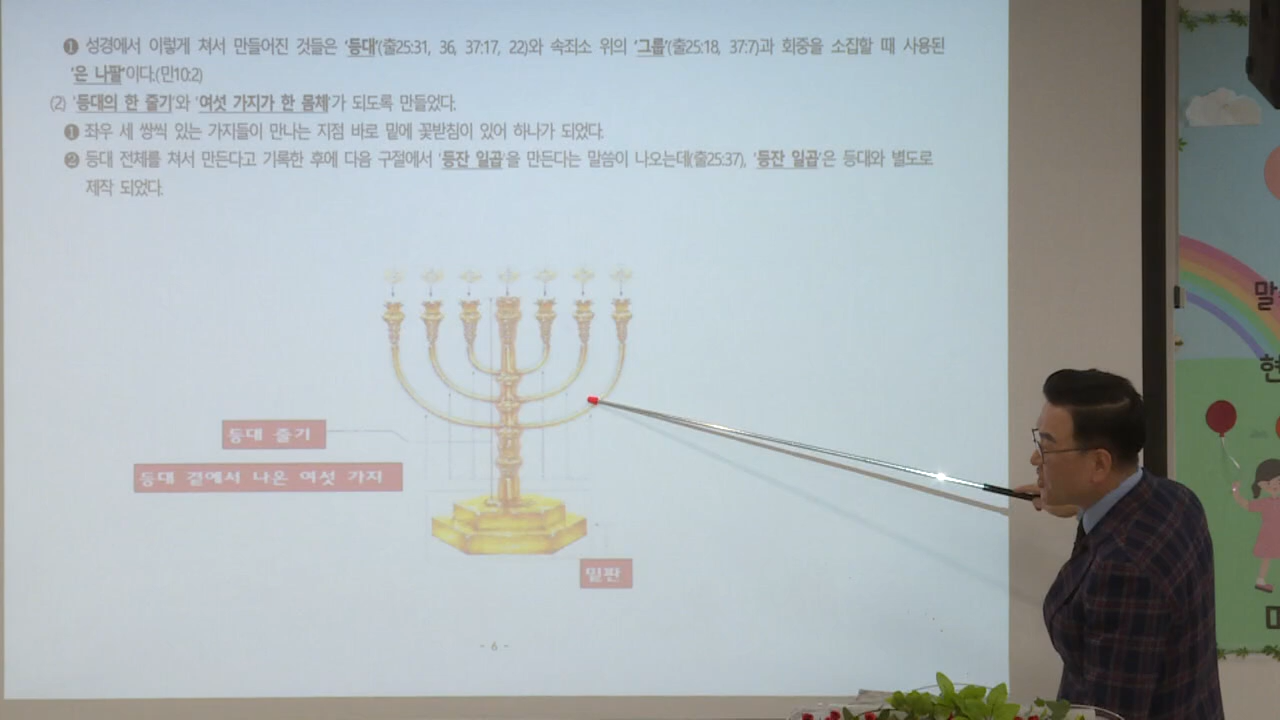 ❶ 성경에서 이렇게 쳐서 만들어진 것들은 '등대'(출25:31, 36, 37:17, 22)와 속죄소 위의 '그룹'(출25:18, 37:7)과 회중을 소집할 때 사용된
'은 나팔'이다.(민10:2)
(2) '등대의 한 줄기'와 '여섯 가지가 한 몸체'가 되도록 만들었다.
❶ 좌우 세 쌍씩 있는 가지들이 만나는 지점 바로 밑에 꽃받침이 있어 하나가 되었다.
❷ 등대 전체를 쳐서 만든다고 기록한 후에 다음 구절에서 '등잔 일곱'을 만든다는 말씀이 나오는데(출25:37), '등잔 일곱'은 등대와 별도로
제작 되었다.
등대 줄기
등대 곁에서 나온 여섯 가지
밑판
- 6 -
말
현